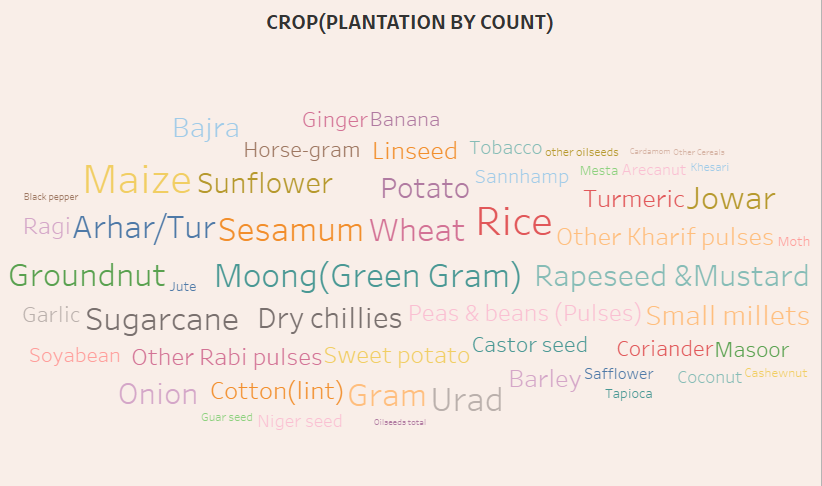 CROP(PLANTATION BY COUNT)
Bajra Ginger Banana
Horse-gram Linseed Tobacco other oilseeds Cardamom Other Cereals
Maize Sunflower Potato Sannhamp Mesta Arecanut Khesari
Black pepper Turmeric Jowar
Ragi Arhar/Tur Sesamum Wheat Rice Other Kharif pulses Moth
Groundnut Jute Moong(Green Gram) Rapeseed &Mustard
Garlic Sugarcane Dry chillies Peas & beans (Pulses) Small millets
Soyabean Other Rabi pulses Sweet potato Castor seed Coriander Masoor
Onion Cotton(lint) Gram Urad Barley Safflower Coconut Cashewnut
Tapioca
Guar seed Niger seed Oilseeds total